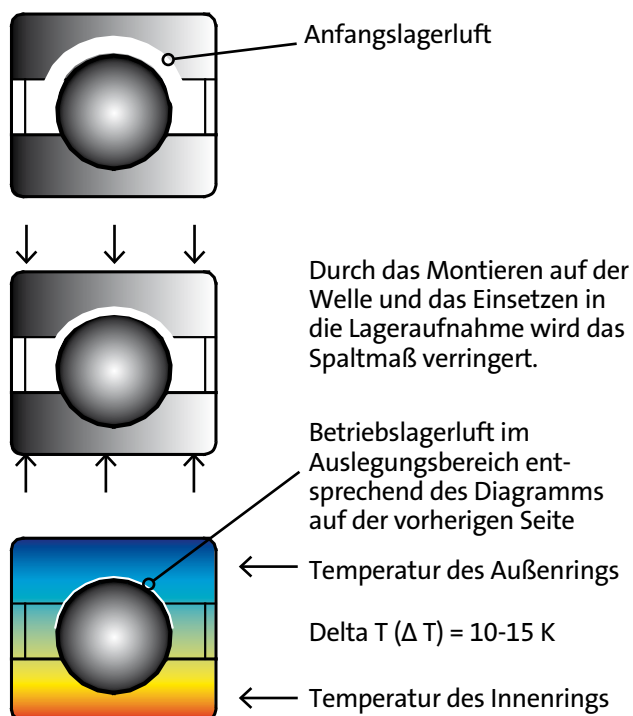 Anfangslagerluft
Durch das Montieren auf der
Welle und das Einsetzen in
die Lageraufnahme wird das
Spaltmaß verringert.
Betriebslagerluft im
Auslegungsbereich ent-
sprechend des Diagramms
auf der vorherigen Seite
Temperatur des Außenrings
Delta T (Δ T) = 10-15 K
Temperatur des Innenrings